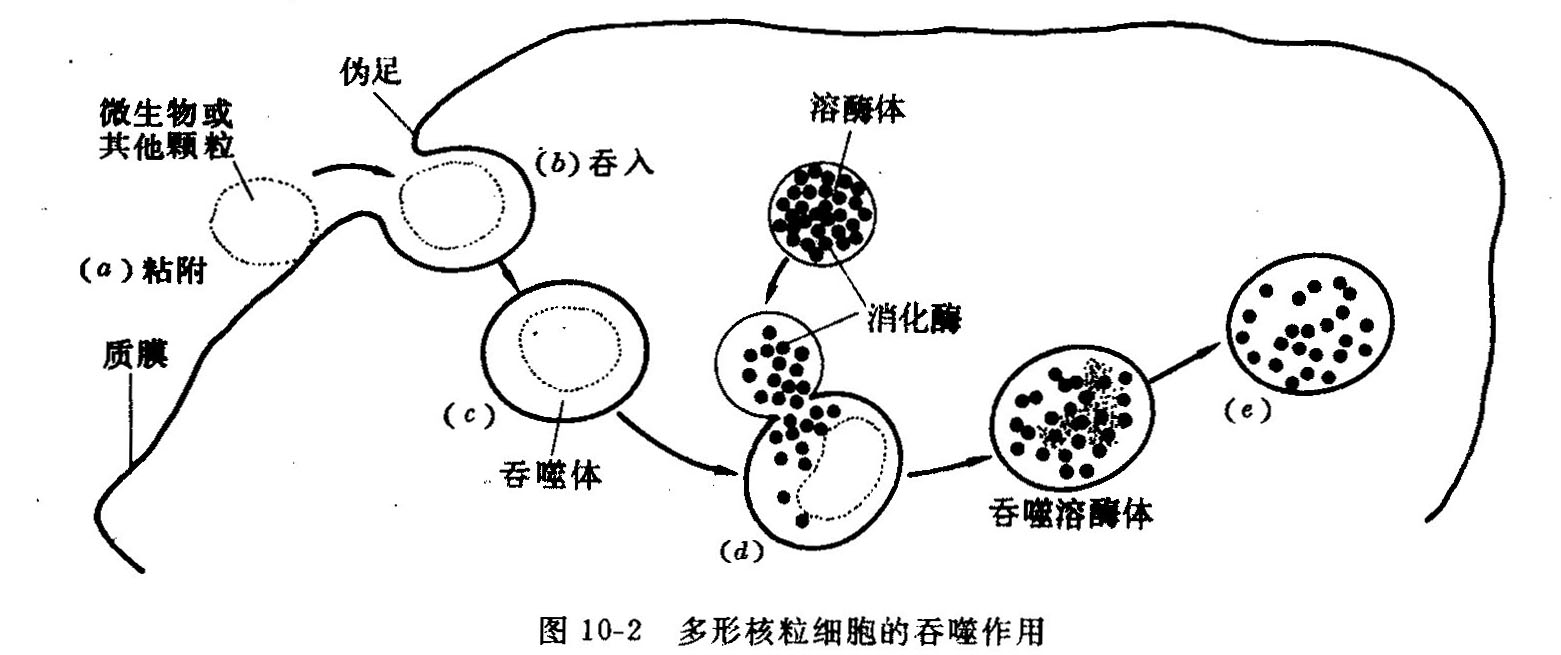 伪足
微生物或
其他颗粒
(a)粘附
(b)吞入
质膜
(c)
吞噬体
溶酶体
消化酶
(d)
吞噬溶酶体
(e)
图 10-2 多形核粒细胞的吞噬作用